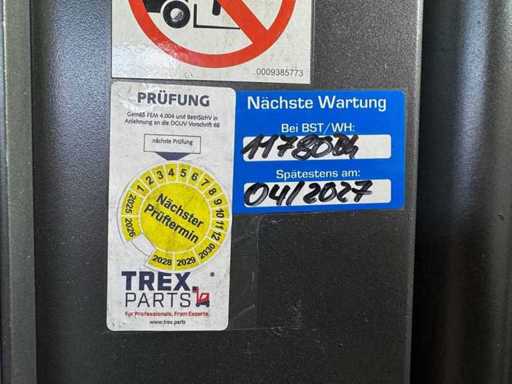 0009385773
PRÜFUNG
Gemäß FEM 4.004 und BetrSichV in
Anlehnung an die DGUV Vorschrift 68
nächste Prüfung
1 2 3 4 5 6 7 8 9 10 11 12
Nächster
Prüftermin
2025 2026 2028 2029 2030
TREX.
PARTS
For Professionals. From Experts.
www.trex.parts
Nächste Wartung
Bei BST/WH:
Spätestens am:
04/2027